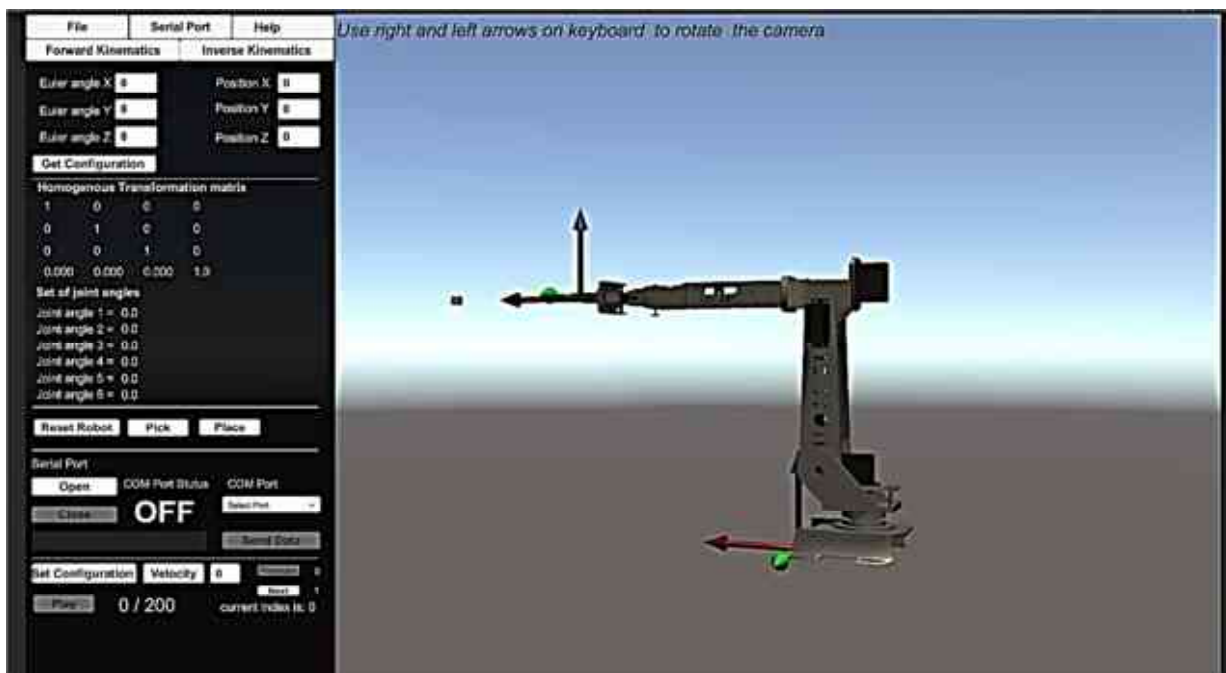 File Serial Port Help
Use right and left arrows on keyboard to rotate the camera
Forward Kinematics Inverse Kinematics
Euler angle X 0 Position X 0
Euler angle Y 0 Position Y 0
Euler angle Z 0 Position Z 0
Get Configuration
Homogenous Transformation matrix
1 0 0 0
0 1 0 0
0 0 1 0
0.000 0.000 0.000 1.0
Set of joint angles
Joint angle 1 = 0.0
Joint angle 2 = 0.0
Joint angle 3 = 0.0
Joint angle 4 = 0.0
Joint angle 5 = 0.0
Joint angle 6 = 0.0
Reset Robot Pick Place
Serial Port
Open COM Port Status COM Port
Close OFF Select Port
Send Data
Set Configuration Velocity 0 0
Next 1
Play 0 / 200 current index is: 0